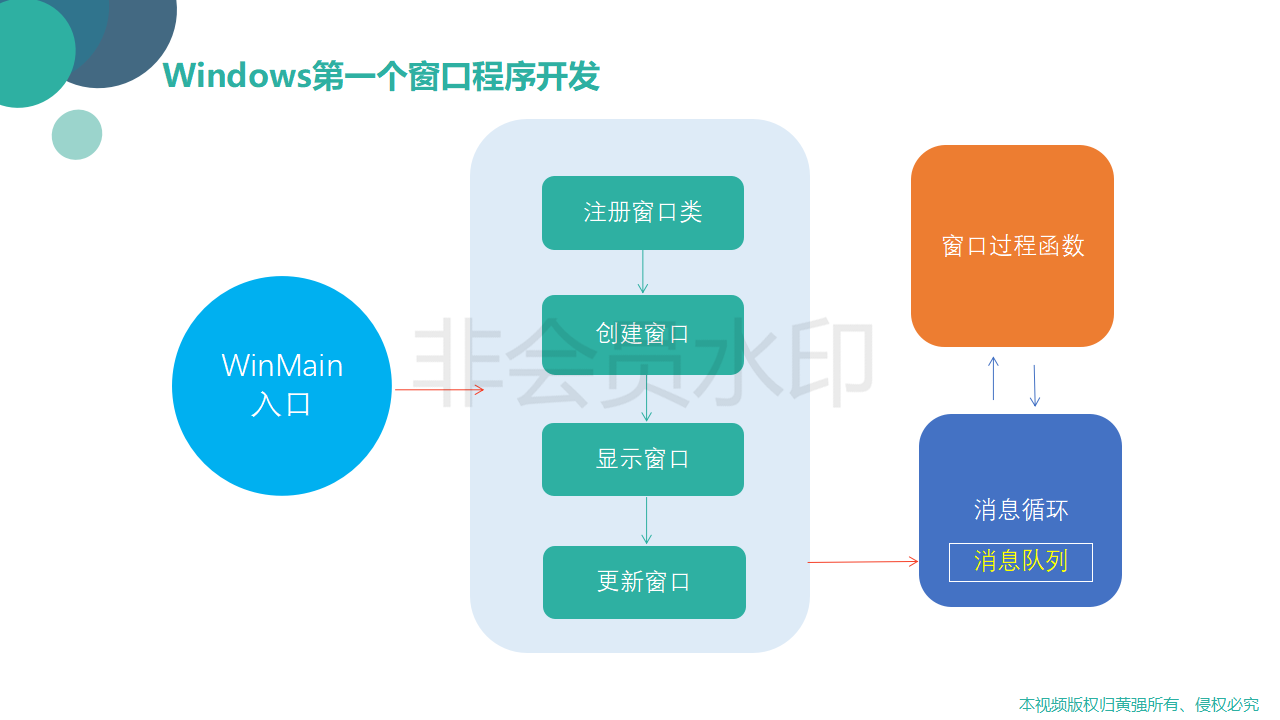 Windows第一个窗口程序开发
WinMain
入口
注册窗口类
创建窗口
显示窗口
更新窗口
窗口过程函数
消息循环
消息队列
非会员水印
本视频版权归黄强所有、侵权必究